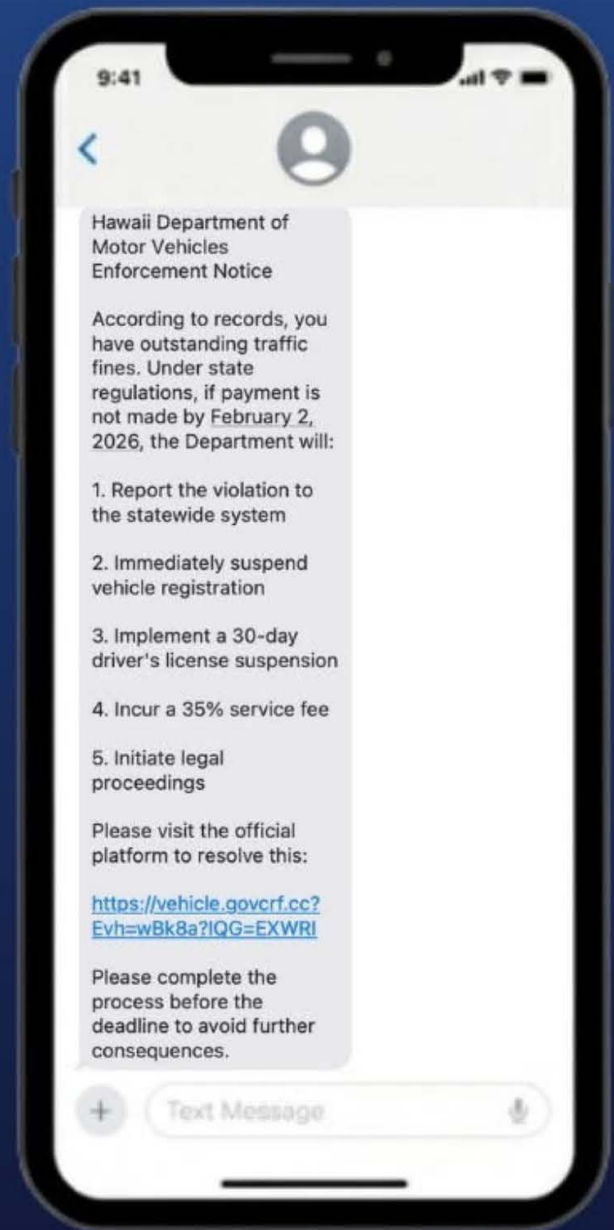 9:41
Hawaii Department of
Motor Vehicles
Enforcement Notice
According to records, you
have outstanding traffic
fines. Under state
regulations, if payment is
not made by February 2,
2026, the Department will:
1. Report the violation to
the statewide system
2. Immediately suspend
vehicle registration
3. Implement a 30-day
driver's license suspension
4. Incur a 35% service fee
5. Initiate legal
proceedings
Please visit the official
platform to resolve this:
https://vehicle.govcrf.cc?
Evh=wBk8a?IQG=EXWRI
Please complete the
process before the
deadline to avoid further
consequences.
Text Message